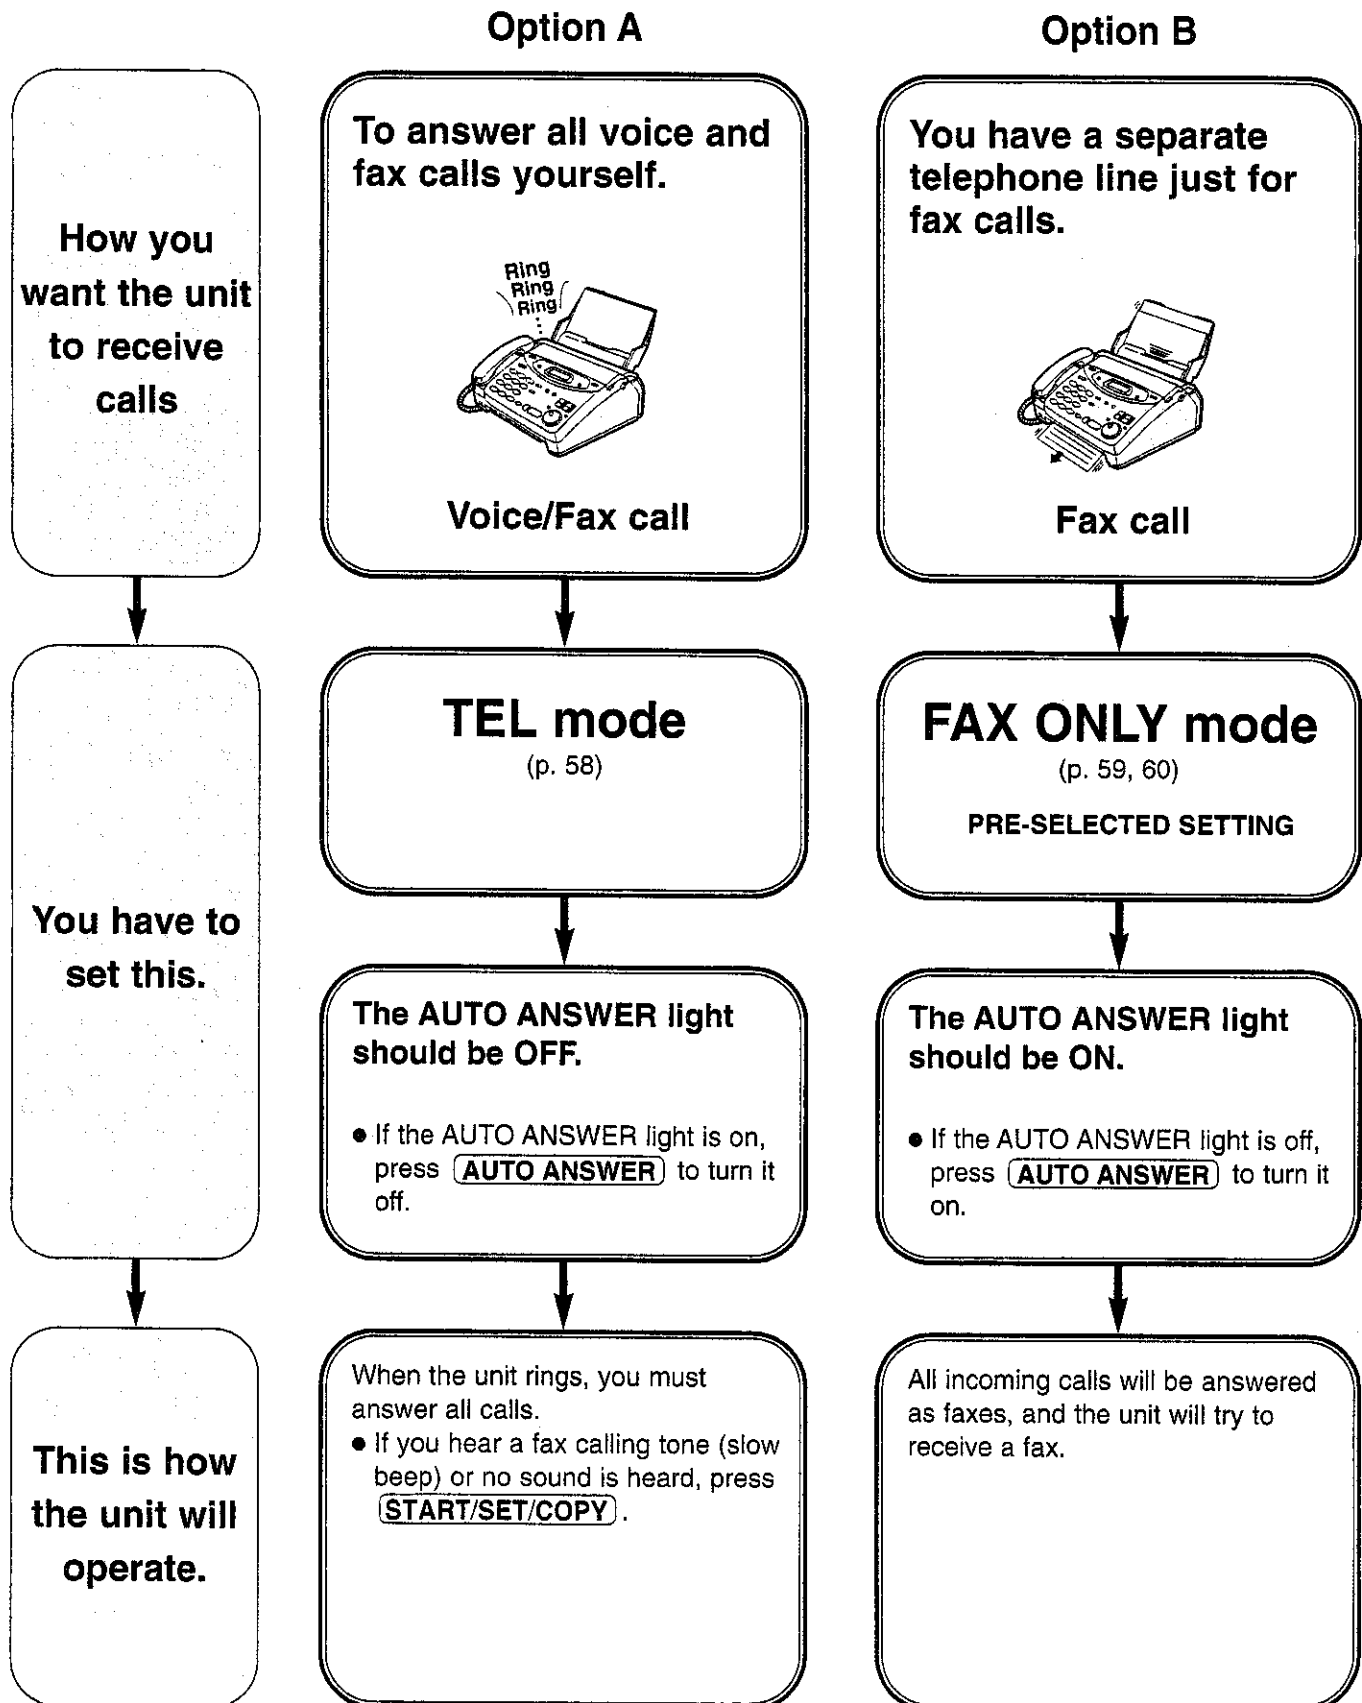 Option A
Option B
How you
want the unit
to receive
calls
To answer all voice and
fax calls yourself.
Ring
Ring
Ring
Voice/Fax call
You have a separate
telephone line just for
fax calls.
Fax call
You have to
set this.
TEL mode
(p. 58)
FAX ONLY mode
(p. 59, 60)
PRE-SELECTED SETTING
The AUTO ANSWER light
should be OFF.
● If the AUTO ANSWER light is on,
press AUTO ANSWER to turn it
off.
The AUTO ANSWER light
should be ON.
● If the AUTO ANSWER light is off,
press AUTO ANSWER to turn it
on.
This is how
the unit will
operate.
When the unit rings, you must
answer all calls.
● If you hear a fax calling tone (slow
beep) or no sound is heard, press
START/SET/COPY.
All incoming calls will be answered
as faxes, and the unit will try to
receive a fax.